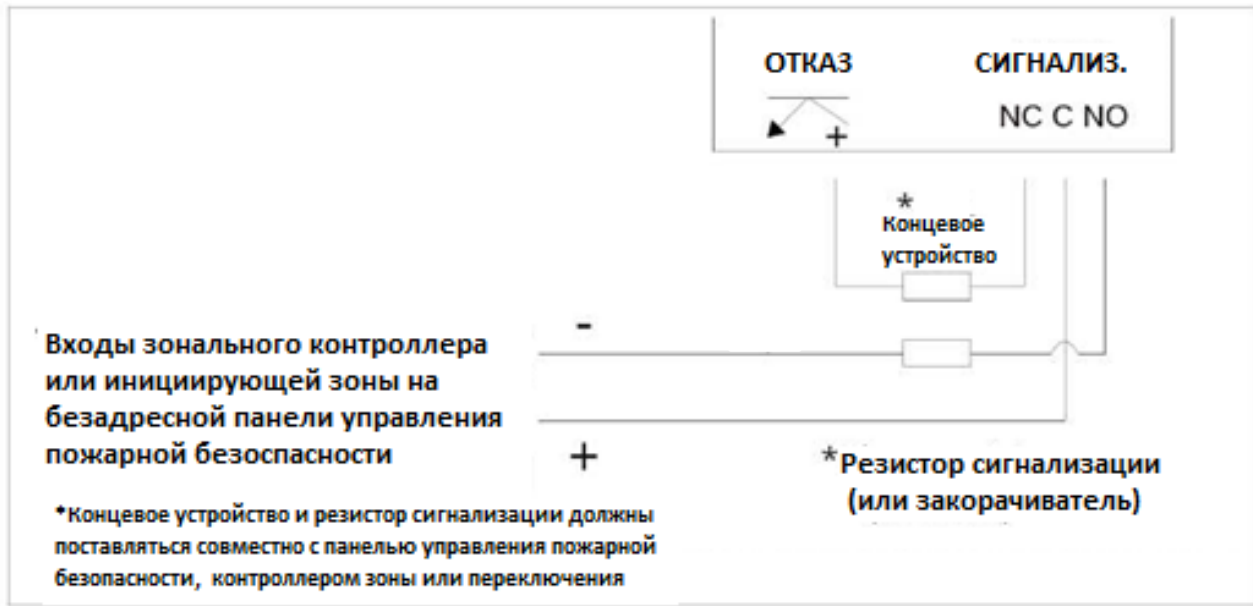 ОТКАЗ СИГНАЛИЗ.
+ NC C NO
*
Концевое
устройство
-
Входы зонального контроллера
или инициирующей зоны на
безадресной панели управления
пожарной безоспасности
+
*Резистор сигнализации
(или закорачиватель)
*Концевое устройство и резистор сигнализации должны
поставляться совместно с панелью управления пожарной
безопасности, контроллером зоны или переключения